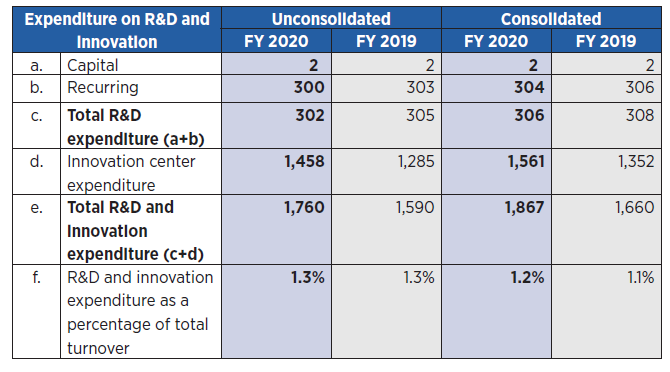 Expenditure on R&D and Innovation Unconsolidated Consolidated
FY 2020 FY 2019 FY 2020 FY 2019
a. Capital 2 2 2 2
b. Recurring 300 303 304 306
c. Total R&D 302 305 306 308
expenditure (a+b)
d. Innovation center 1,458 1,285 1,561 1,352
expenditure
e. Total R&D and 1,760 1,590 1,867 1,660
Innovation
expenditure (c+d)
f. R&D and innovation 1.3% 1.3% 1.2% 1.1%
expenditure as a
percentage of total
turnover